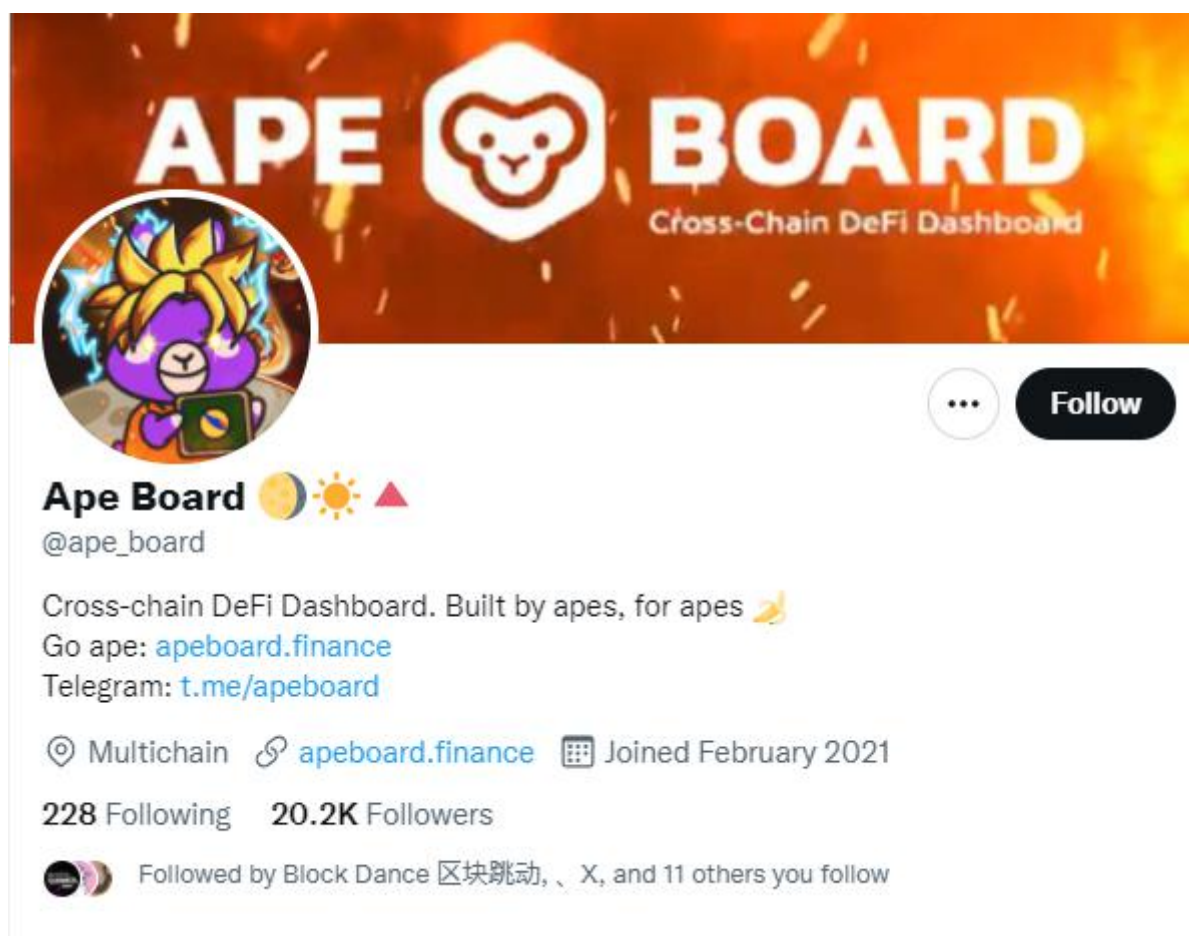 APE BOARD
Cross-Chain DeFi Dashboard
Follow
Ape Board
@ape_board
Cross-chain DeFi Dashboard. Built by apes, for apes
Go ape: apeboard.finance
Telegram: t.me/apeboard
Multichain apeboard.finance Joined February 2021
228 Following 20.2K Followers
Followed by Block Dance 区块跳动, 、X, and 11 others you follow